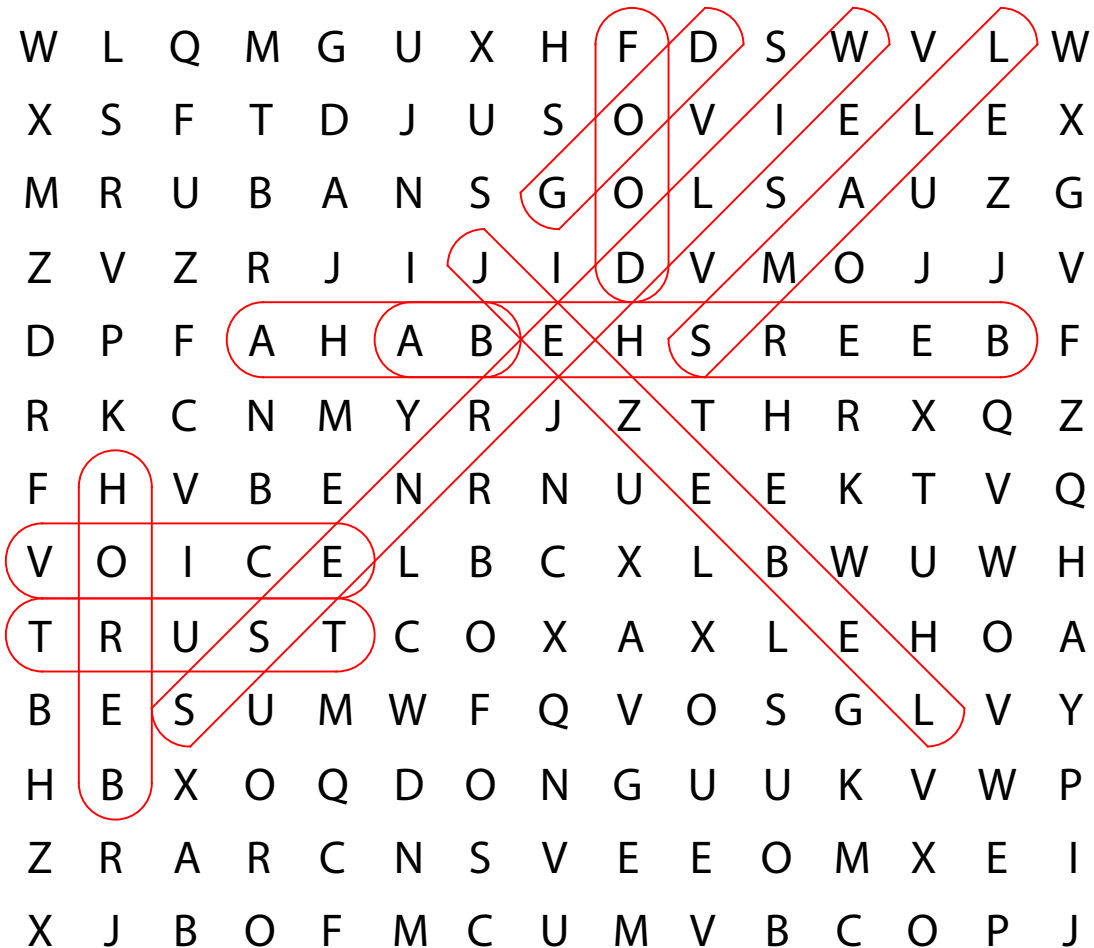 W L Q M G U X H F D S W V L W
X S F T D J U S O V I E L E X
M R U B A N S G O L S A U Z G
Z V Z R J I J I D V M O J J V
D P F A H A B E H S R E E B F
R K C N M Y R J Z T H R X Q Z
F H V B E N R N U E E K T V Q
V O I C E L B C X L B W U W H
T R U S T C O X A X L E H O A
B E S U M W F Q V O S G L V Y
H B X O Q D O N G U U K V W P
Z R A R C N S V E E O M X E I
X J B O F M C U M V B C O P J